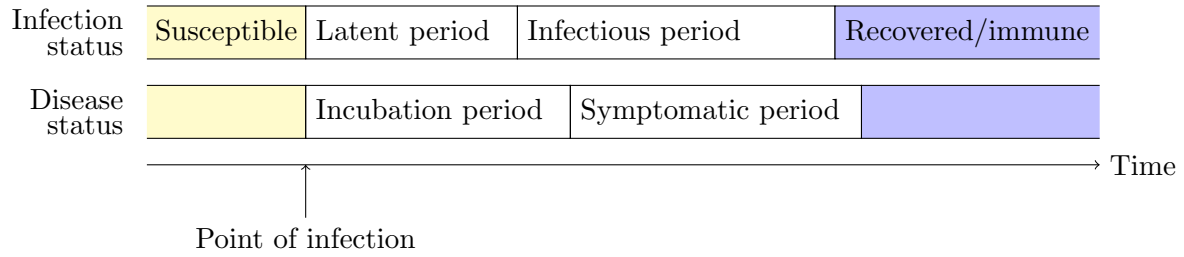 Infection status
Susceptible
Latent period
Infectious period
Recovered/immune
Disease status
Incubation period
Symptomatic period
Time
Point of infection